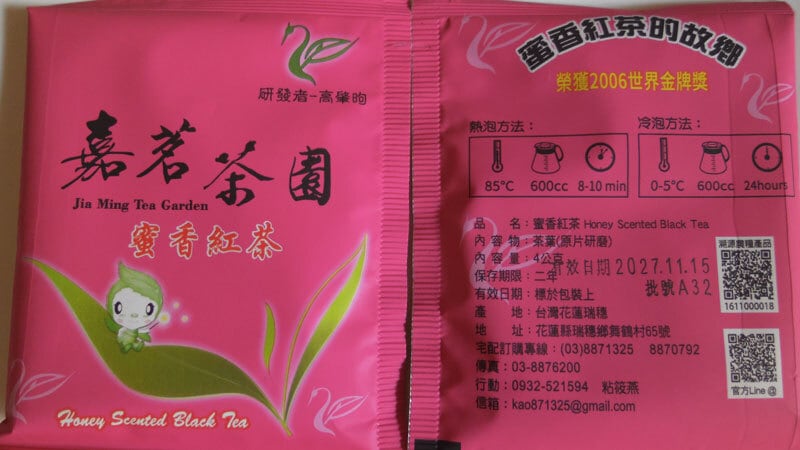 研發者-高肇昫
嘉茗茶園
Jia Ming Tea Garden
蜜香紅茶
Honey Scented Black Tea
蜜香紅茶的故鄉
榮獲2006世界金牌獎
熱泡方法：
85°C 600cc 8-10 min
冷泡方法：
0-5°C 600cc 24hours
品 名：蜜香紅茶 Honey Scented Black Tea
內 容 物：茶葉(原片研磨)
內 容 量：4公克
保存期限：二年
有效日期 2027.11.15
批號A32
有效日期：標於包裝上
產 地：台灣花蓮瑞穗
地 址：花蓮縣瑞穗鄉舞鶴村65號
宅配訂購專線：(03)8871325 8870792
傳真：03-8876200
行動：0932-521594 粘筱燕
信箱：kao871325@gmail.com
溯源農糧產品
1611000018
官方Line @